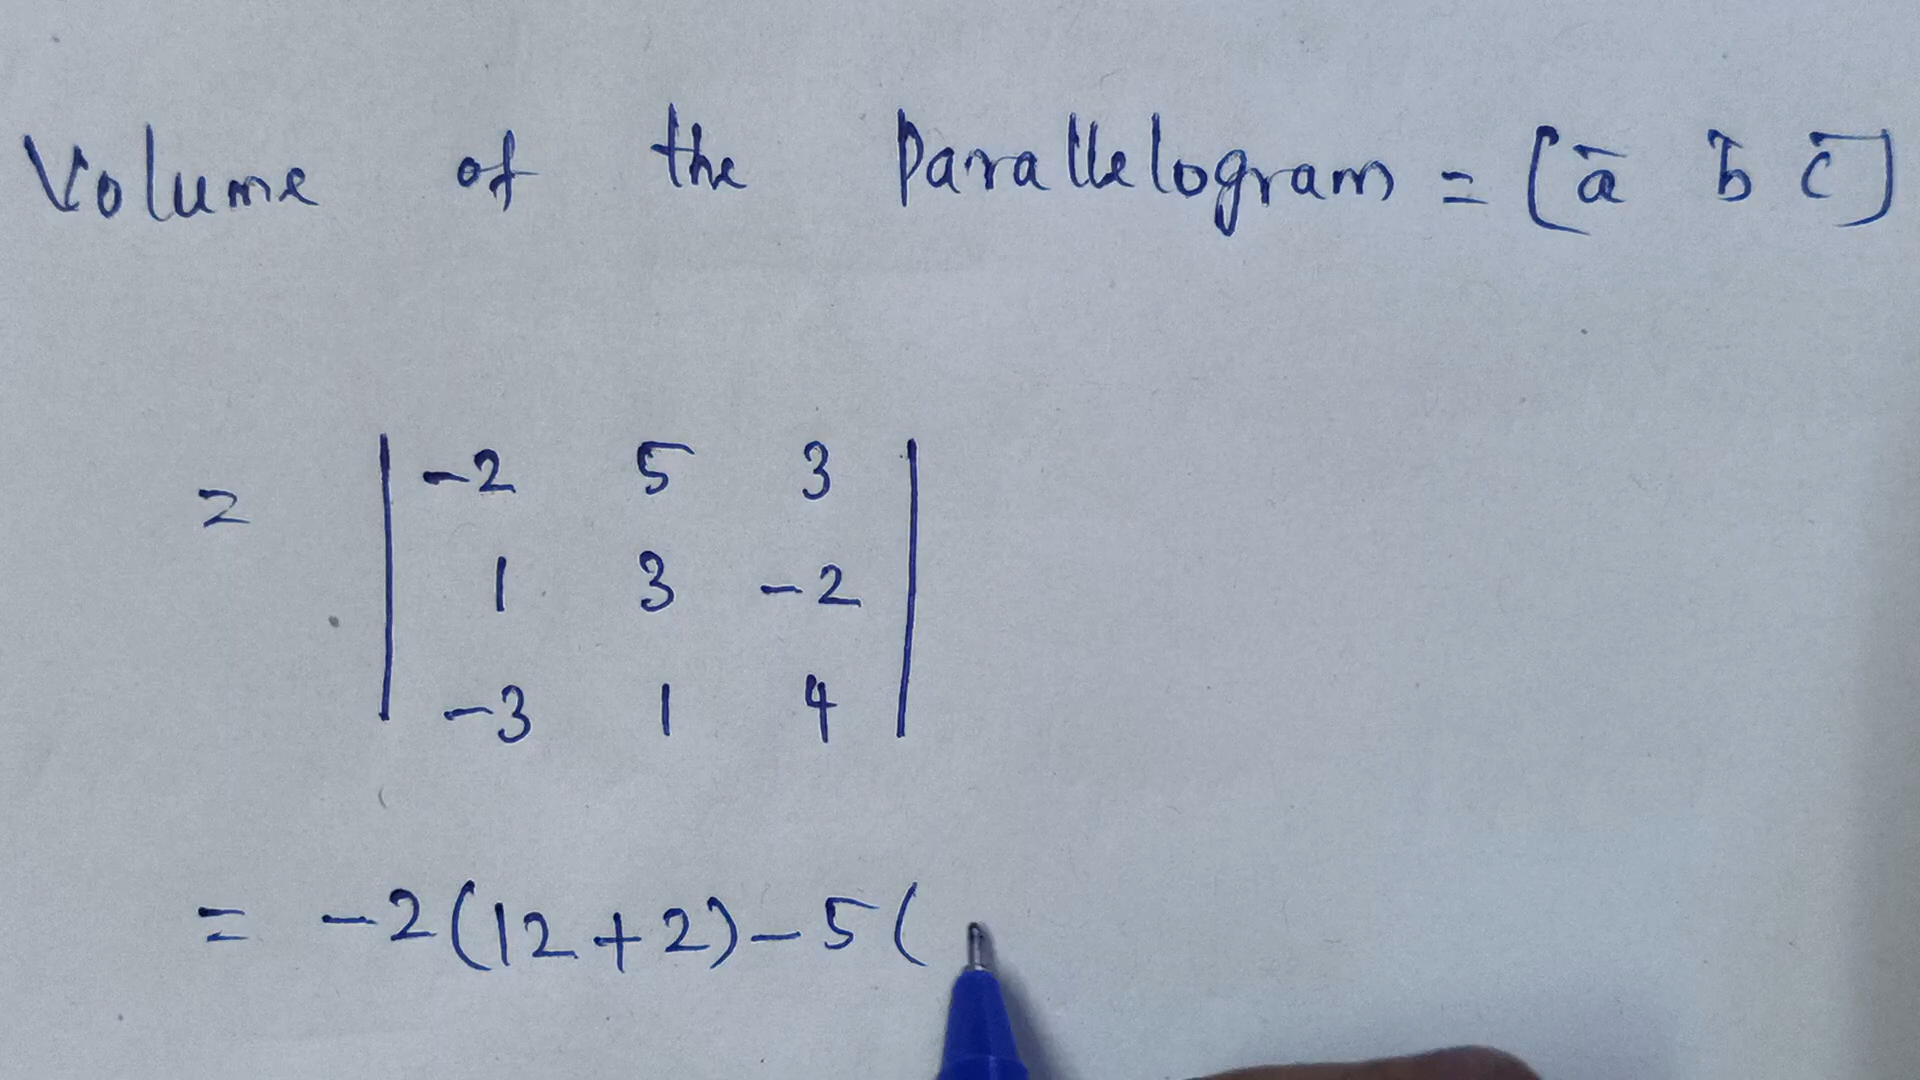 Volume of the Parallelogram = [a̅ b̅ c̅]
= | -2 5 3 |
| 1 3 -2 |
| -3 1 4 |
= -2(12+2)-5(